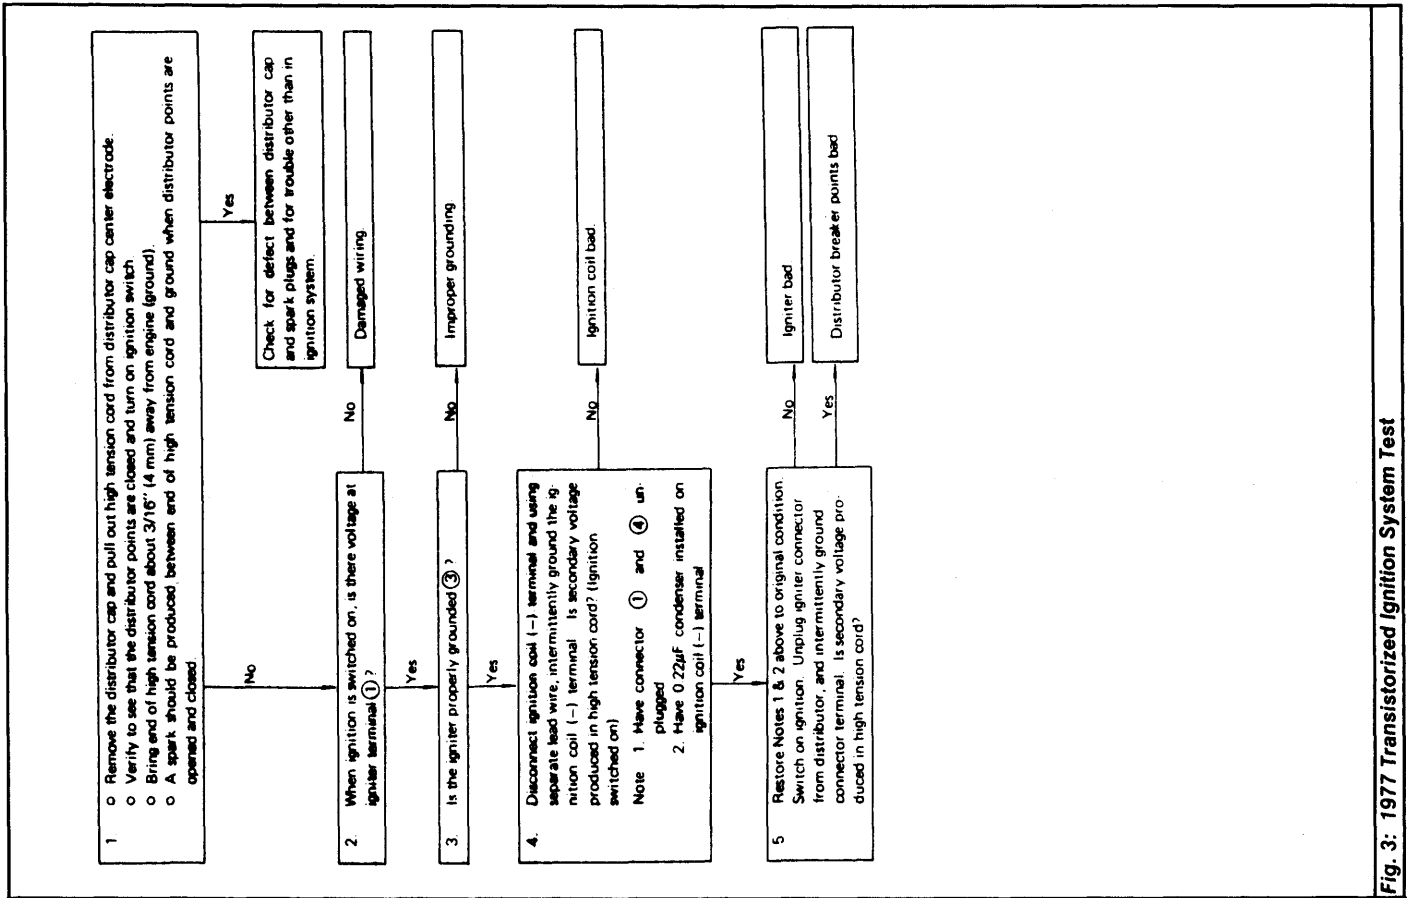 1
o Remove the distributor cap and pull out high tension cord from distributor cap center electrode.
o Verify to see that the distributor points are closed and turn on ignition switch
o Bring end of high tension cord about 3/16'' (4 mm) away from engine (ground).
o A spark should be produced between end of high tension cord and ground when distributor points are
opened and closed.
Yes
Check for defect between distributor cap
and spark plugs and for trouble other than in
ignition system.
No
2. When ignition is switched on, is there voltage at
igniter terminal ① ?
No
Damaged wiring.
Yes
3. Is the igniter properly grounded ③ ?
No
Improper grounding
Yes
4. Disconnect ignition coil (–) terminal and using
separate lead wire, intermittently ground the ig-
nition coil (–) terminal Is secondary voltage
produced in high tension cord? (Ignition
switched on)
Note 1. Have connector ① and ④ un-
plugged
2. Have 0.22µF condenser installed on
ignition coil (–) terminal
No
Ignition coil bad.
Yes
5 Restore Notes 1 & 2 above to original condition.
Switch on ignition. Unplug igniter connector
from distributor, and intermittently ground
connector terminal. Is secondary voltage pro-
duced in high tension cord?
No
Igniter bad
Yes
Distributor breaker points bad
Fig. 3: 1977 Transistorized Ignition System Test